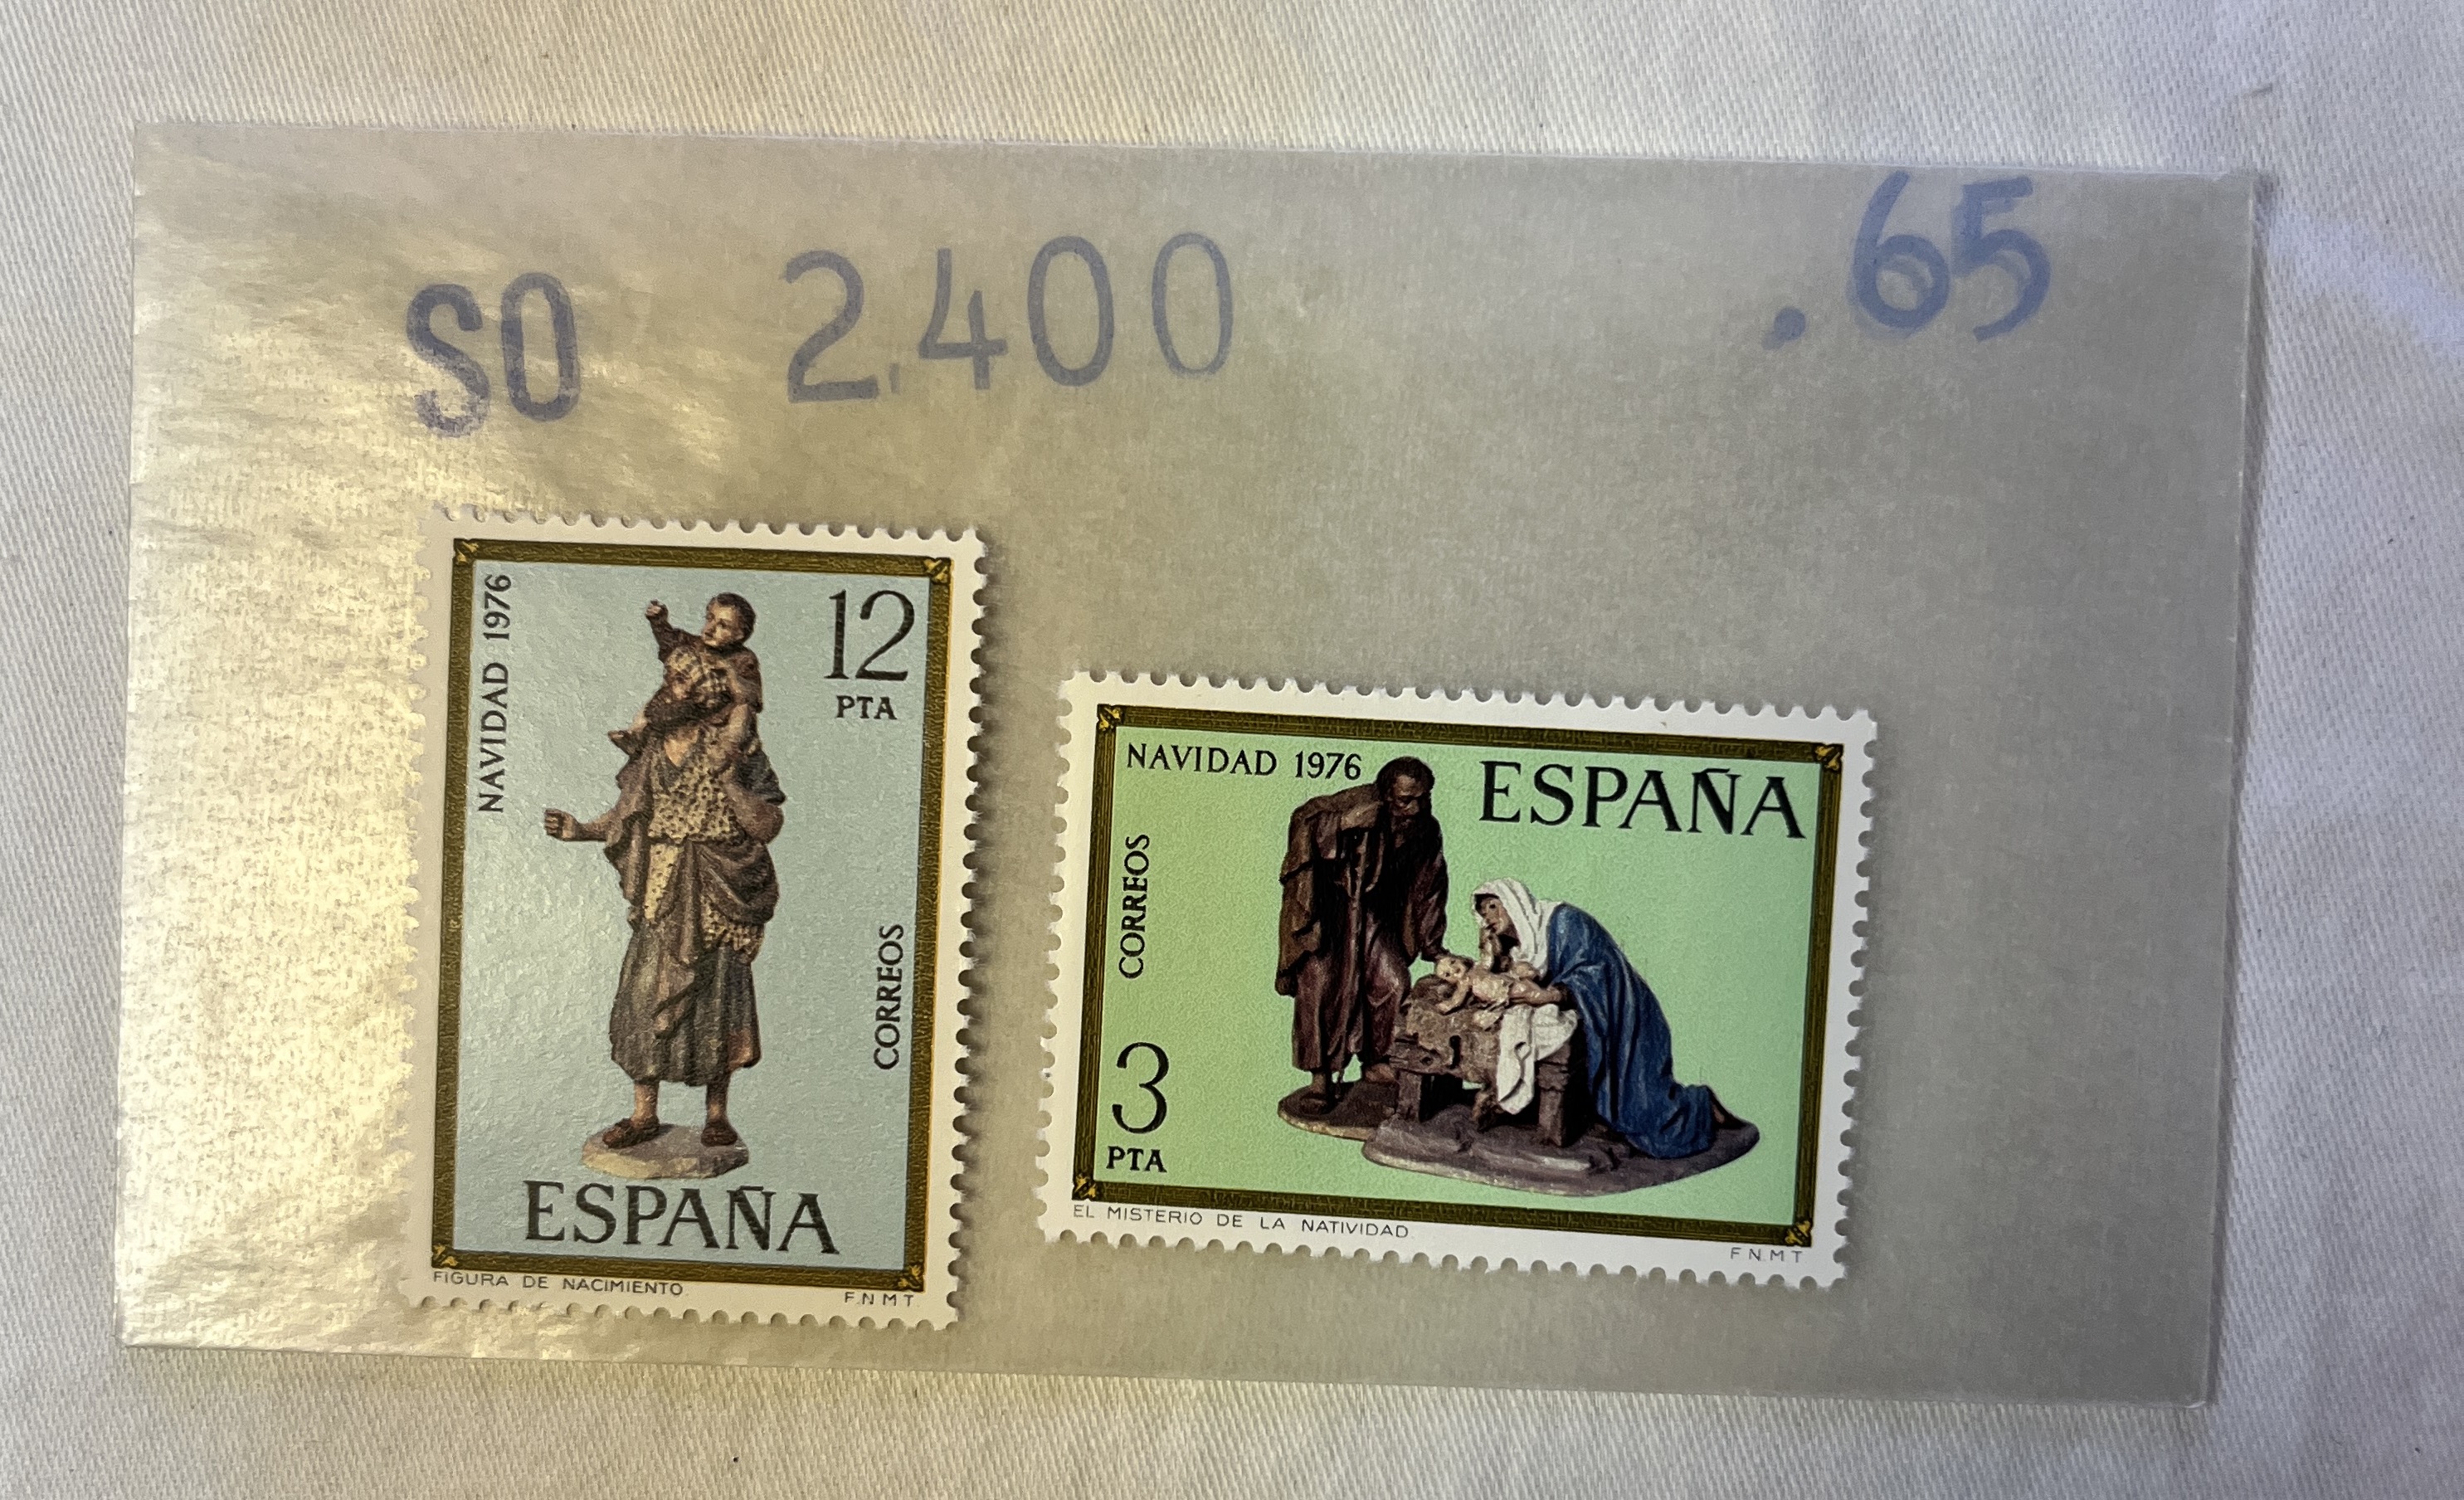 SO 2.400 .65
NAVIDAD 1976
12
PTA
CORREOS
ESPAÑA
FIGURA DE NACIMIENTO
F.N.M.T.
NAVIDAD 1976
ESPAÑA
CORREOS
3
PTA
EL MISTERIO DE LA NATIVIDAD
F.N.M.T